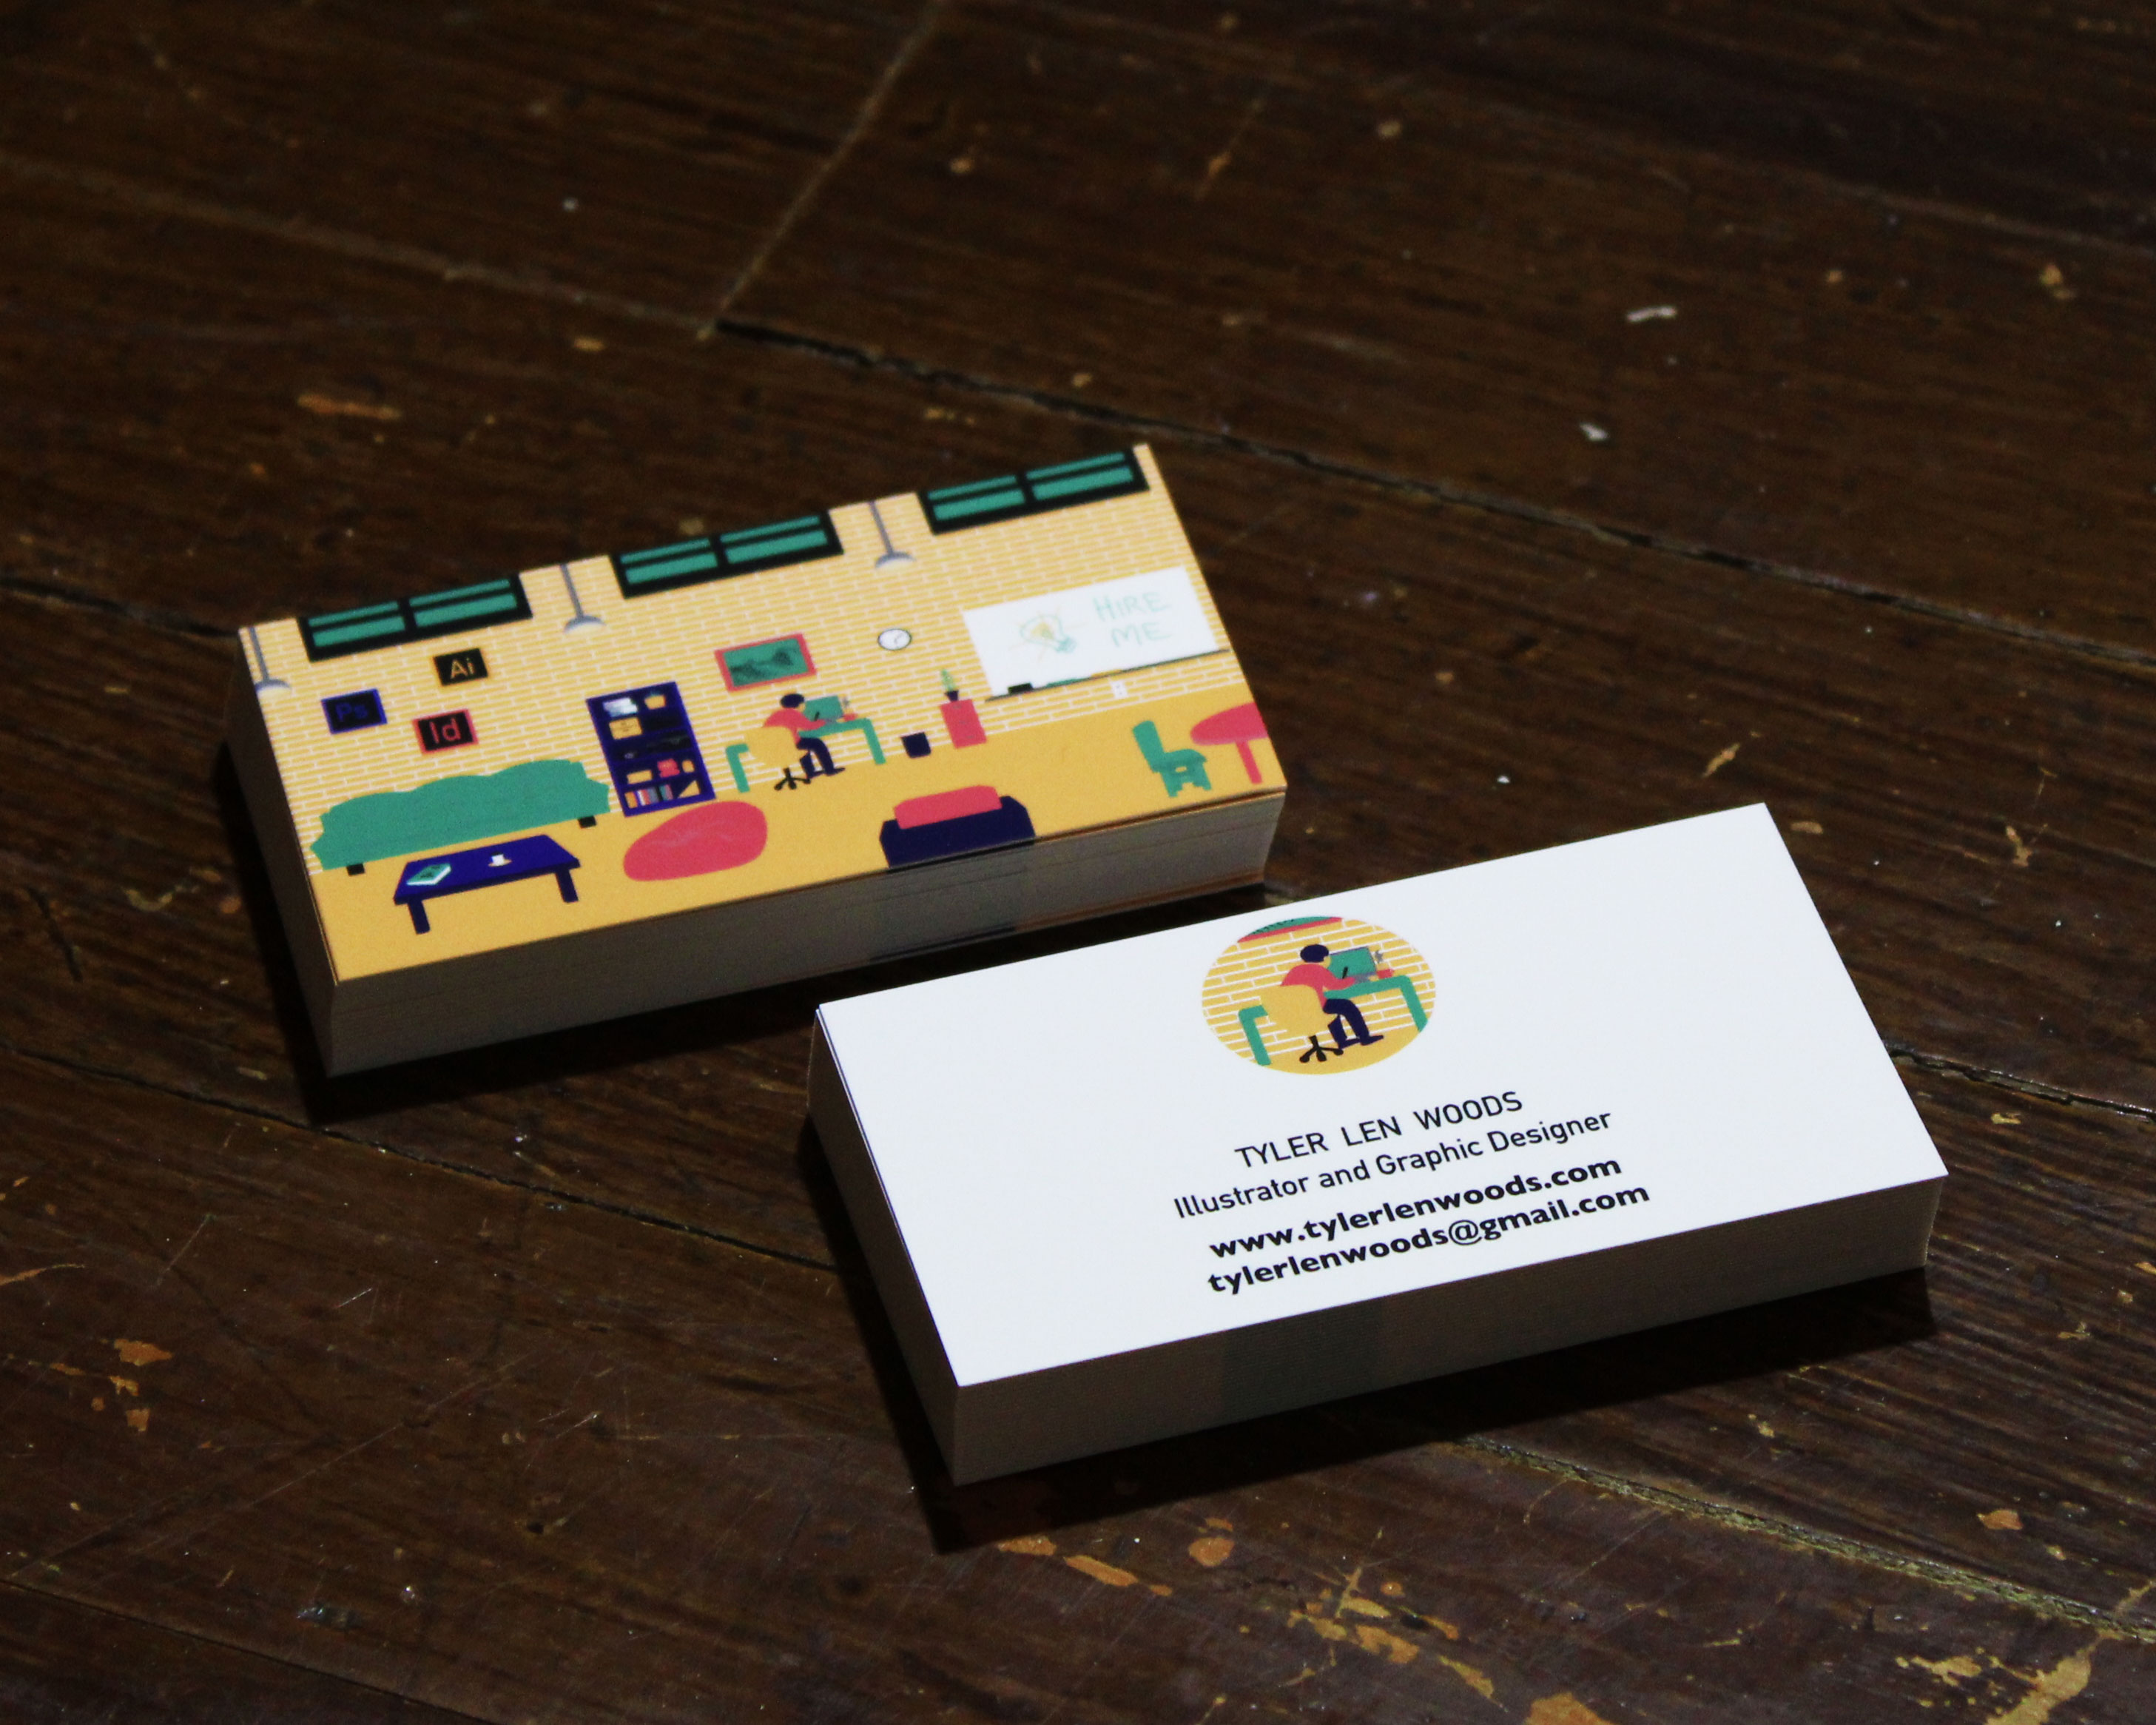 Ai
Ps
Id
HIRE
ME
TYLER LEN WOODS
Illustrator and Graphic Designer
www.tylerlenwoods.com
tylerlenwoods@gmail.com